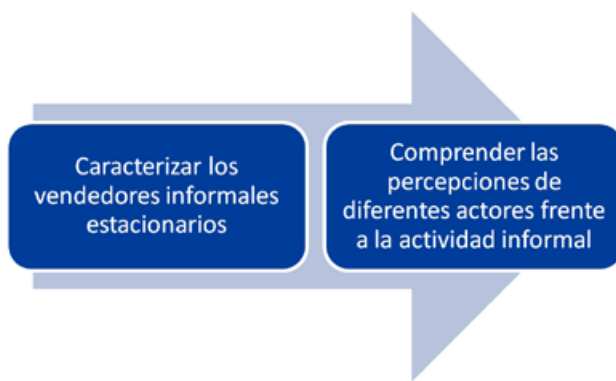 Caracterizar los
vendedores informales
estacionarios
Comprender las
percepciones de
diferentes actores frente
a la actividad informal